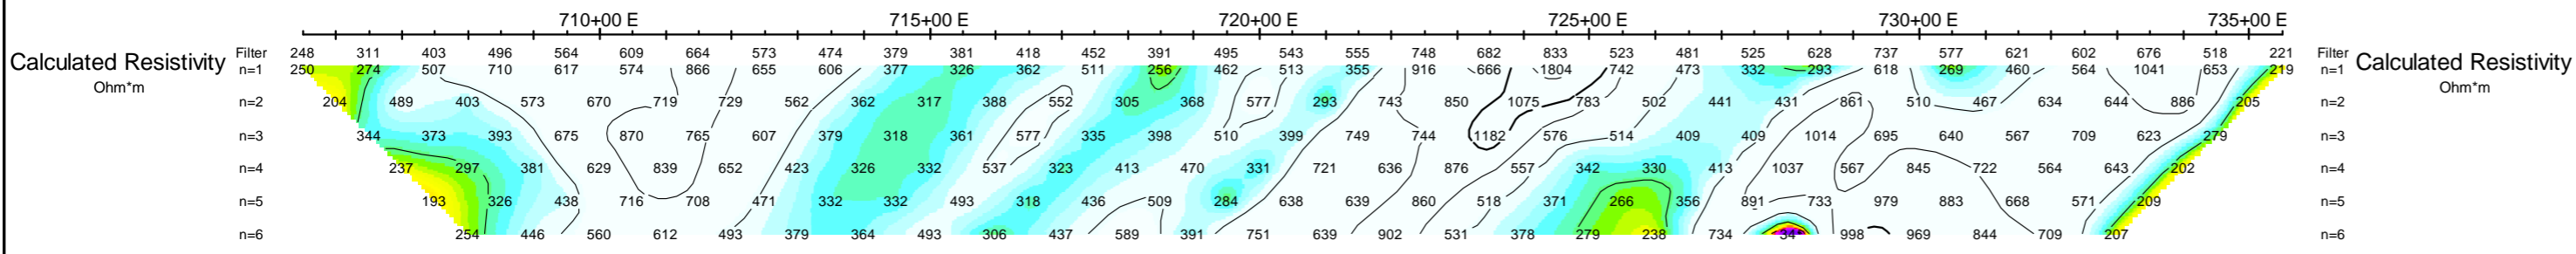 710+00 E 715+00 E 720+00 E 725+00 E 730+00 E 735+00 E
Calculated Resistivity
Ohm*m
Filter 248 311 403 496 564 609 664 573 474 379 381 418 452 391 495 543 555 748 682 833 523 481 525 628 737 577 621 602 676 518 221 Filter
n=1 250 274 507 710 617 574 866 655 606 377 326 362 511 256 462 513 355 916 666 1804 742 473 332 293 618 269 460 564 1041 653 219 n=1
n=2 204 489 403 573 670 719 729 562 362 317 388 552 305 368 577 293 743 850 1075 783 502 441 431 861 510 467 634 644 886 205 n=2
n=3 344 373 393 675 870 765 607 379 318 361 577 335 398 510 399 749 744 1182 576 514 409 409 1014 695 640 567 709 623 279 n=3
n=4 237 297 381 629 839 652 423 326 332 537 323 413 470 331 721 636 876 557 342 330 413 1037 567 845 722 564 643 202 n=4
n=5 193 326 438 716 708 471 332 332 493 318 436 509 284 638 639 860 518 371 266 356 891 733 979 883 668 571 209 n=5
n=6 254 446 560 612 493 379 364 493 306 437 589 391 751 639 902 531 378 279 238 734 34 998 969 844 709 207 n=6
Calculated Resistivity
Ohm*m